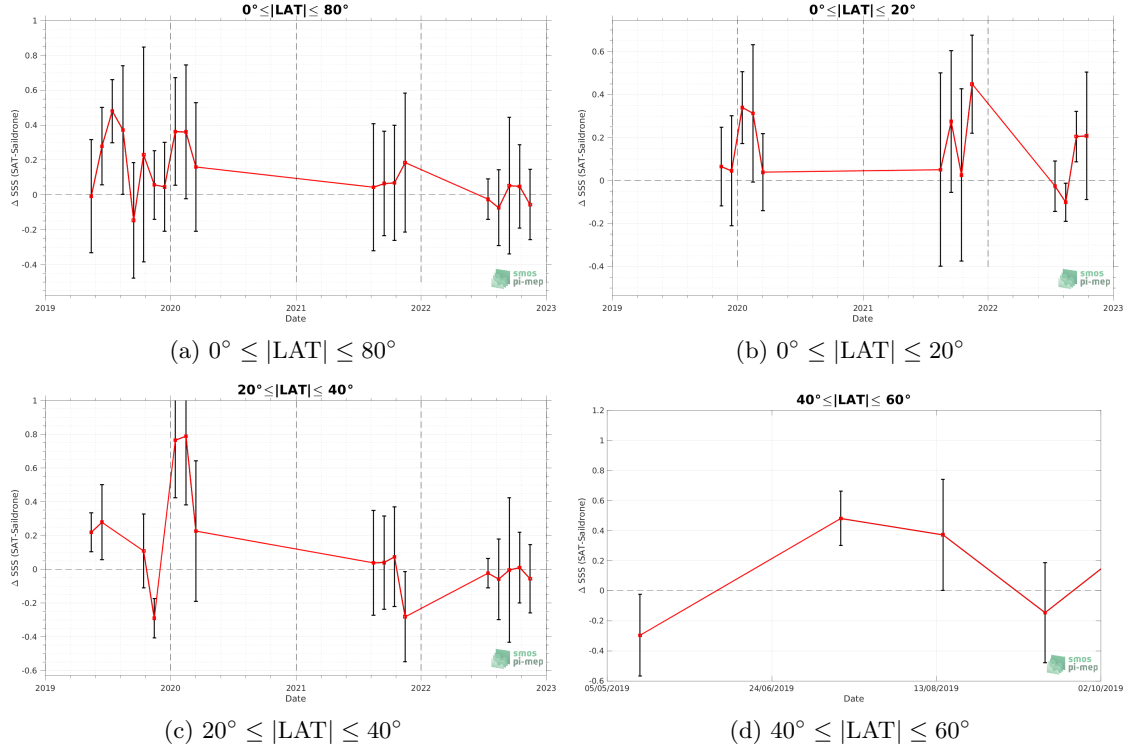 0°≤|LAT|≤ 80°
Δ SSS (SAT-Saildrone)
1
0.8
0.6
0.4
0.2
0
-0.2
-0.4
2019
2020
2021
2022
2023
Date
smos
pi-mep
(a) 0° ≤ |LAT| ≤ 80°
0°≤|LAT|≤ 20°
Δ SSS (SAT-Saildrone)
0.6
0.4
0.2
0
-0.2
-0.4
2019
2020
2021
2022
2023
Date
smos
pi-mep
(b) 0° ≤ |LAT| ≤ 20°
20°≤|LAT|≤ 40°
Δ SSS (SAT-Saildrone)
1
0.8
0.6
0.4
0.2
0
-0.2
-0.4
-0.6
2019
2020
2021
2022
2023
Date
smos
pi-mep
(c) 20° ≤ |LAT| ≤ 40°
40°≤|LAT|≤ 60°
Δ SSS (SAT-Saildrone)
1.2
1
0.8
0.6
0.4
0.2
0
-0.2
-0.4
-0.6
05/05/2019
24/06/2019
13/08/2019
02/10/2019
Date
smos
pi-mep
(d) 40° ≤ |LAT| ≤ 60°